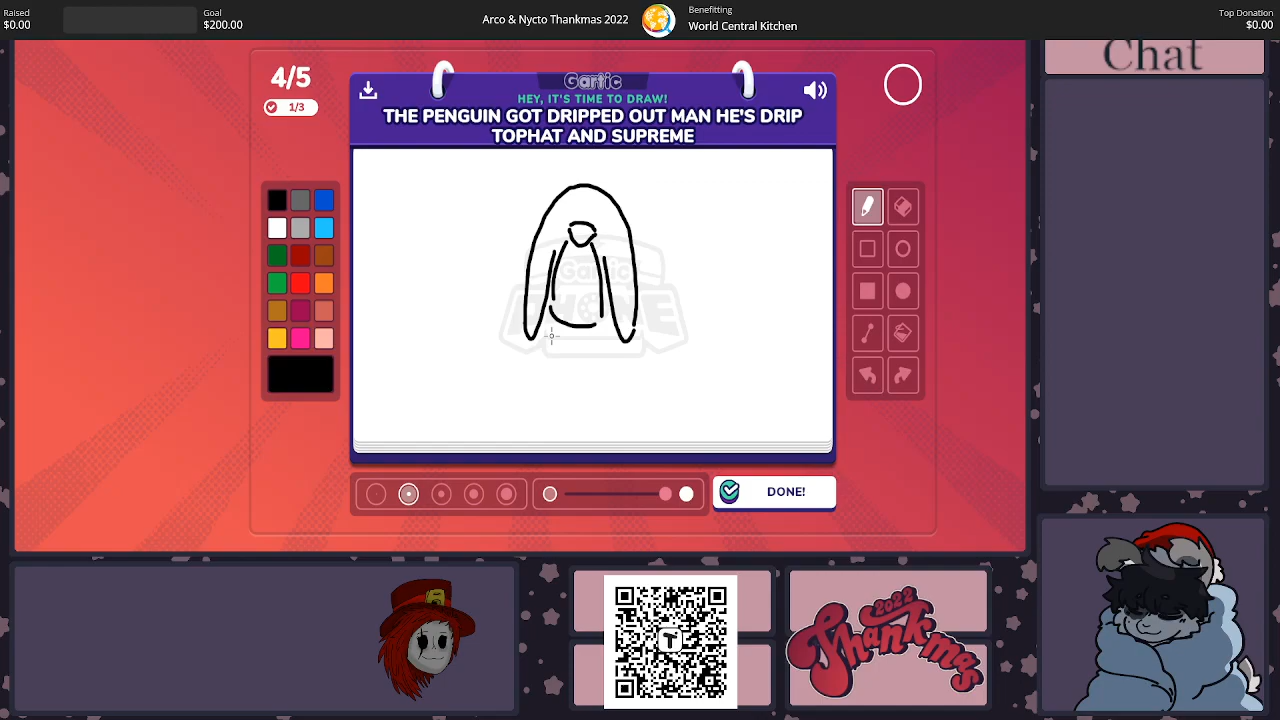 Raised
$0.00
Goal
$200.00
Arco & Nycto Thankmas 2022
Benefitting
World Central Kitchen
Top Donation
$0.00
Chat
4/5
1/3
Gartic
HEY, IT'S TIME TO DRAW!
THE PENGUIN GOT DRIPPED OUT MAN HE'S DRIP
TOPHAT AND SUPREME
Gartic
PHONE
DONE!
T
2022
Thankmas